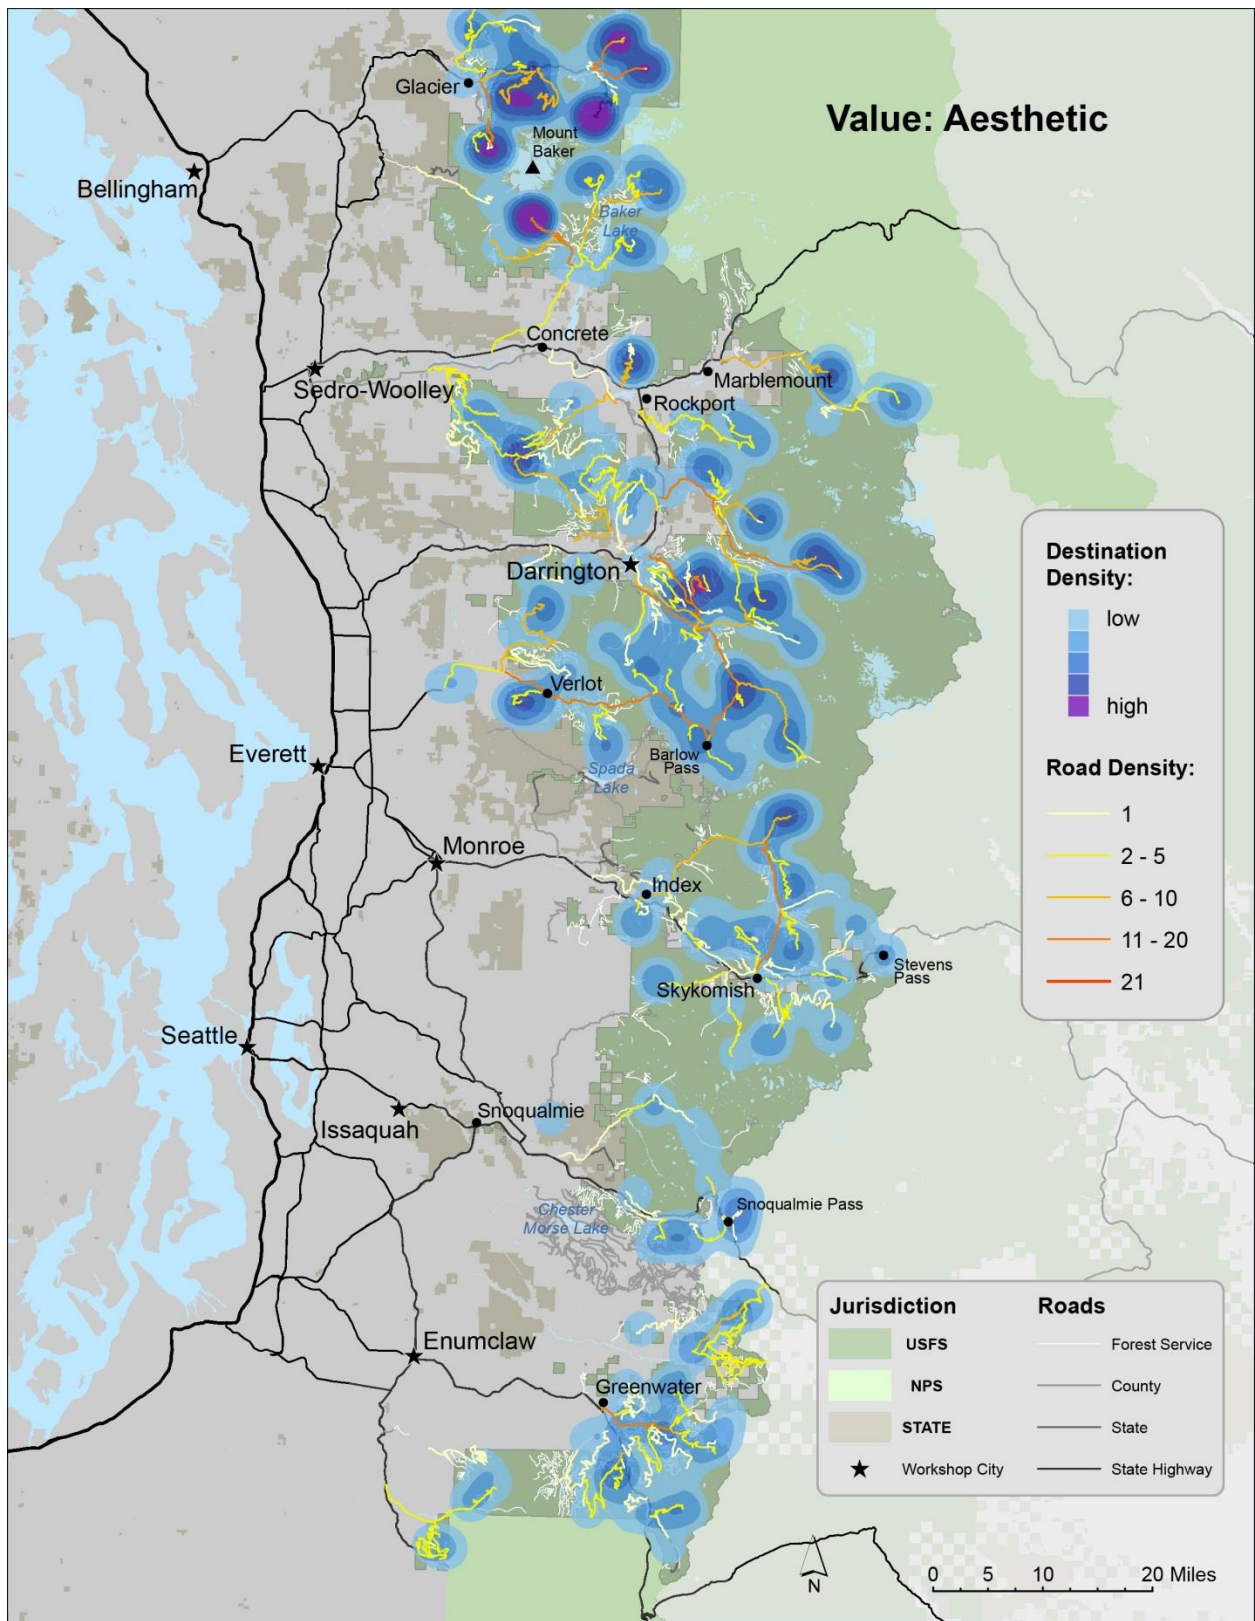 Value: Aesthetic
Glacier
Mount
Baker
Bellingham
Baker
Lake
Concrete
Sedro-Woolley
Marblemount
Rockport
Darrington
Verlot
Everett
Barlow
Pass
Spada
Lake
Monroe
Index
Stevens
Pass
Skykomish
Seattle
Issaquah
Snoqualmie
Chester
Morse Lake
Snoqualmie Pass
Enumclaw
Greenwater
Destination
Density:
low
high
Road Density:
1
2 - 5
6 - 10
11 - 20
21
Jurisdiction
USFS
NPS
STATE
Workshop City
Roads
Forest Service
County
State
State Highway
N
0 5 10 20 Miles